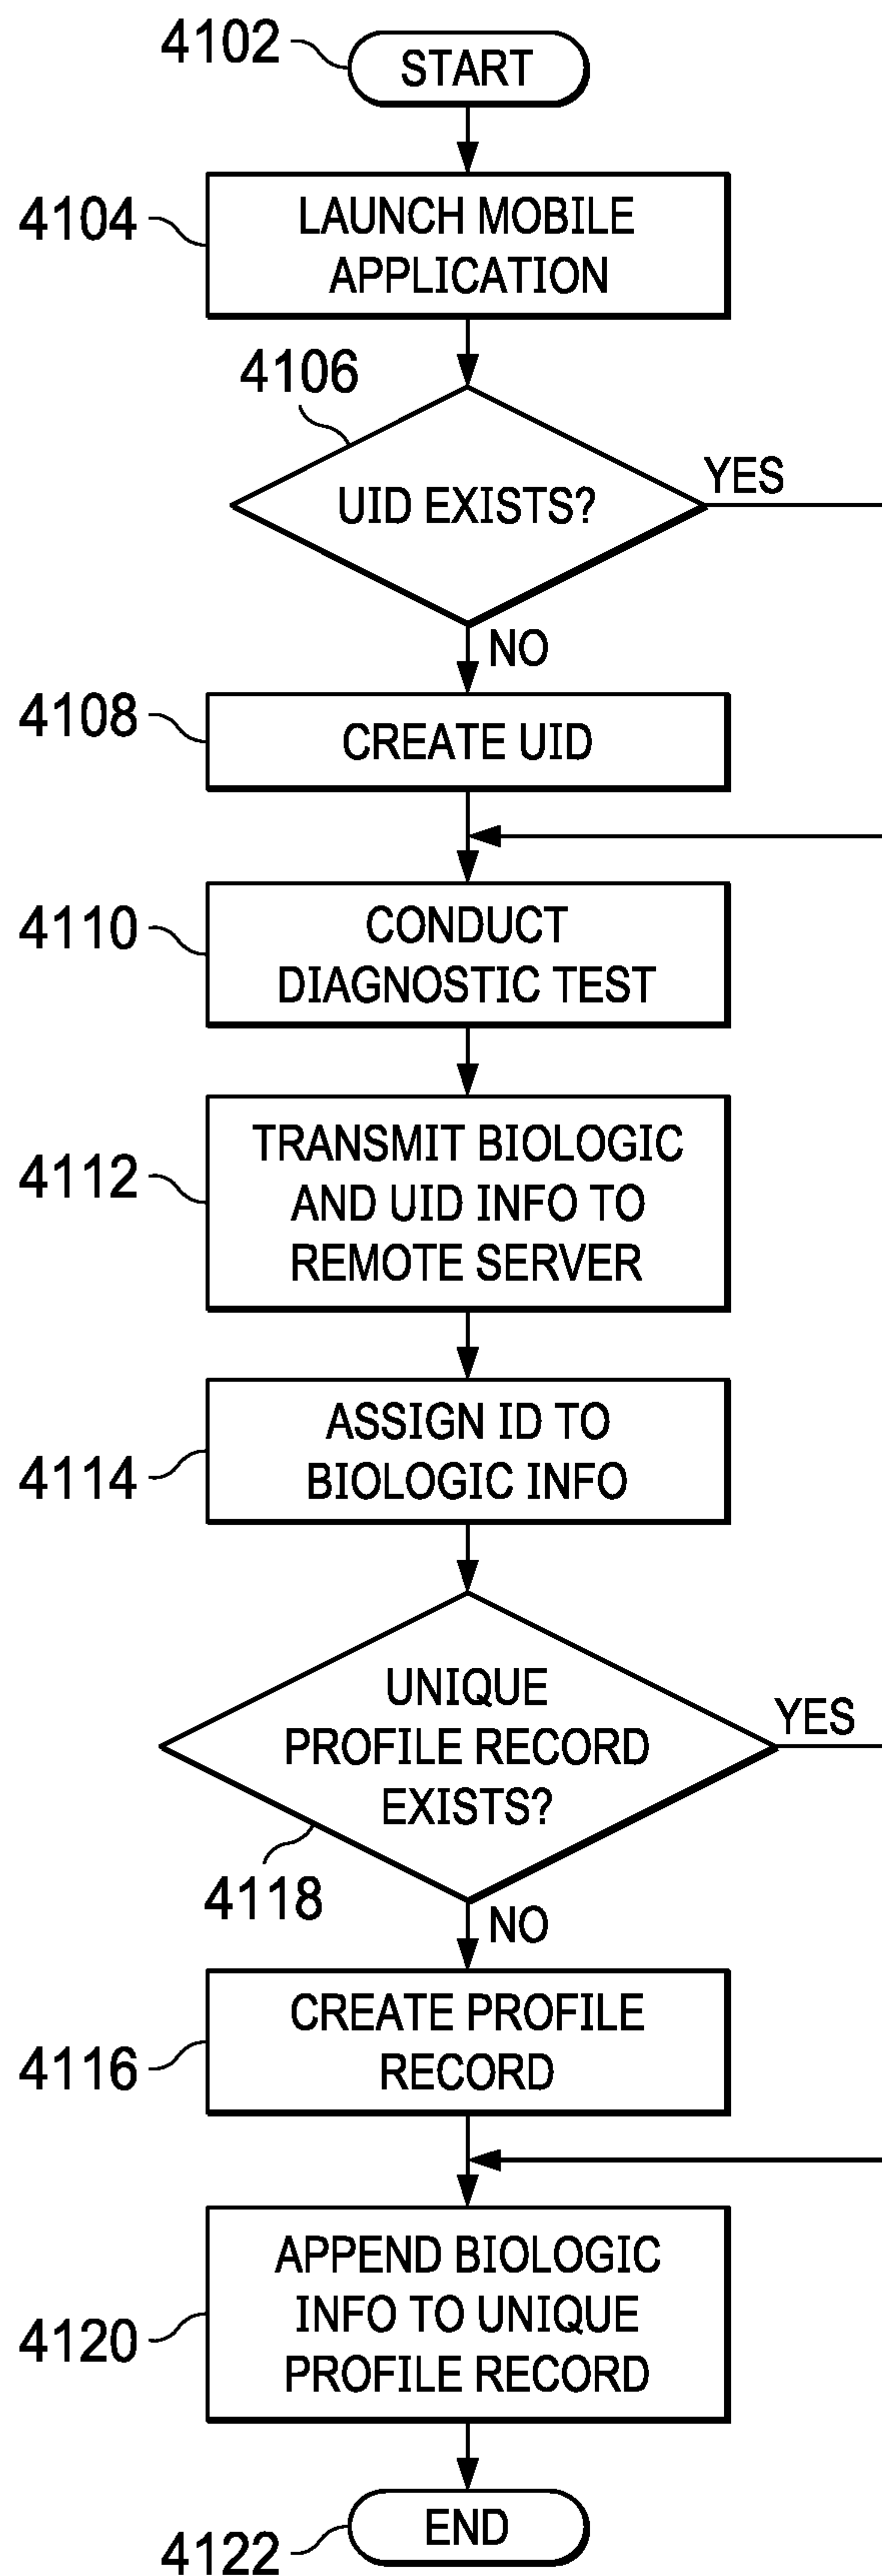 4102
START
4104
LAUNCH MOBILE
APPLICATION
4106
UID EXISTS?
YES
NO
4108
CREATE UID
4110
CONDUCT
DIAGNOSTIC TEST
4112
TRANSMIT BIOLOGIC
AND UID INFO TO
REMOTE SERVER
4114
ASSIGN ID TO
BIOLOGIC INFO
UNIQUE
PROFILE RECORD
EXISTS?
YES
4118
NO
4116
CREATE PROFILE
RECORD
4120
APPEND BIOLOGIC
INFO TO UNIQUE
PROFILE RECORD
4122
END